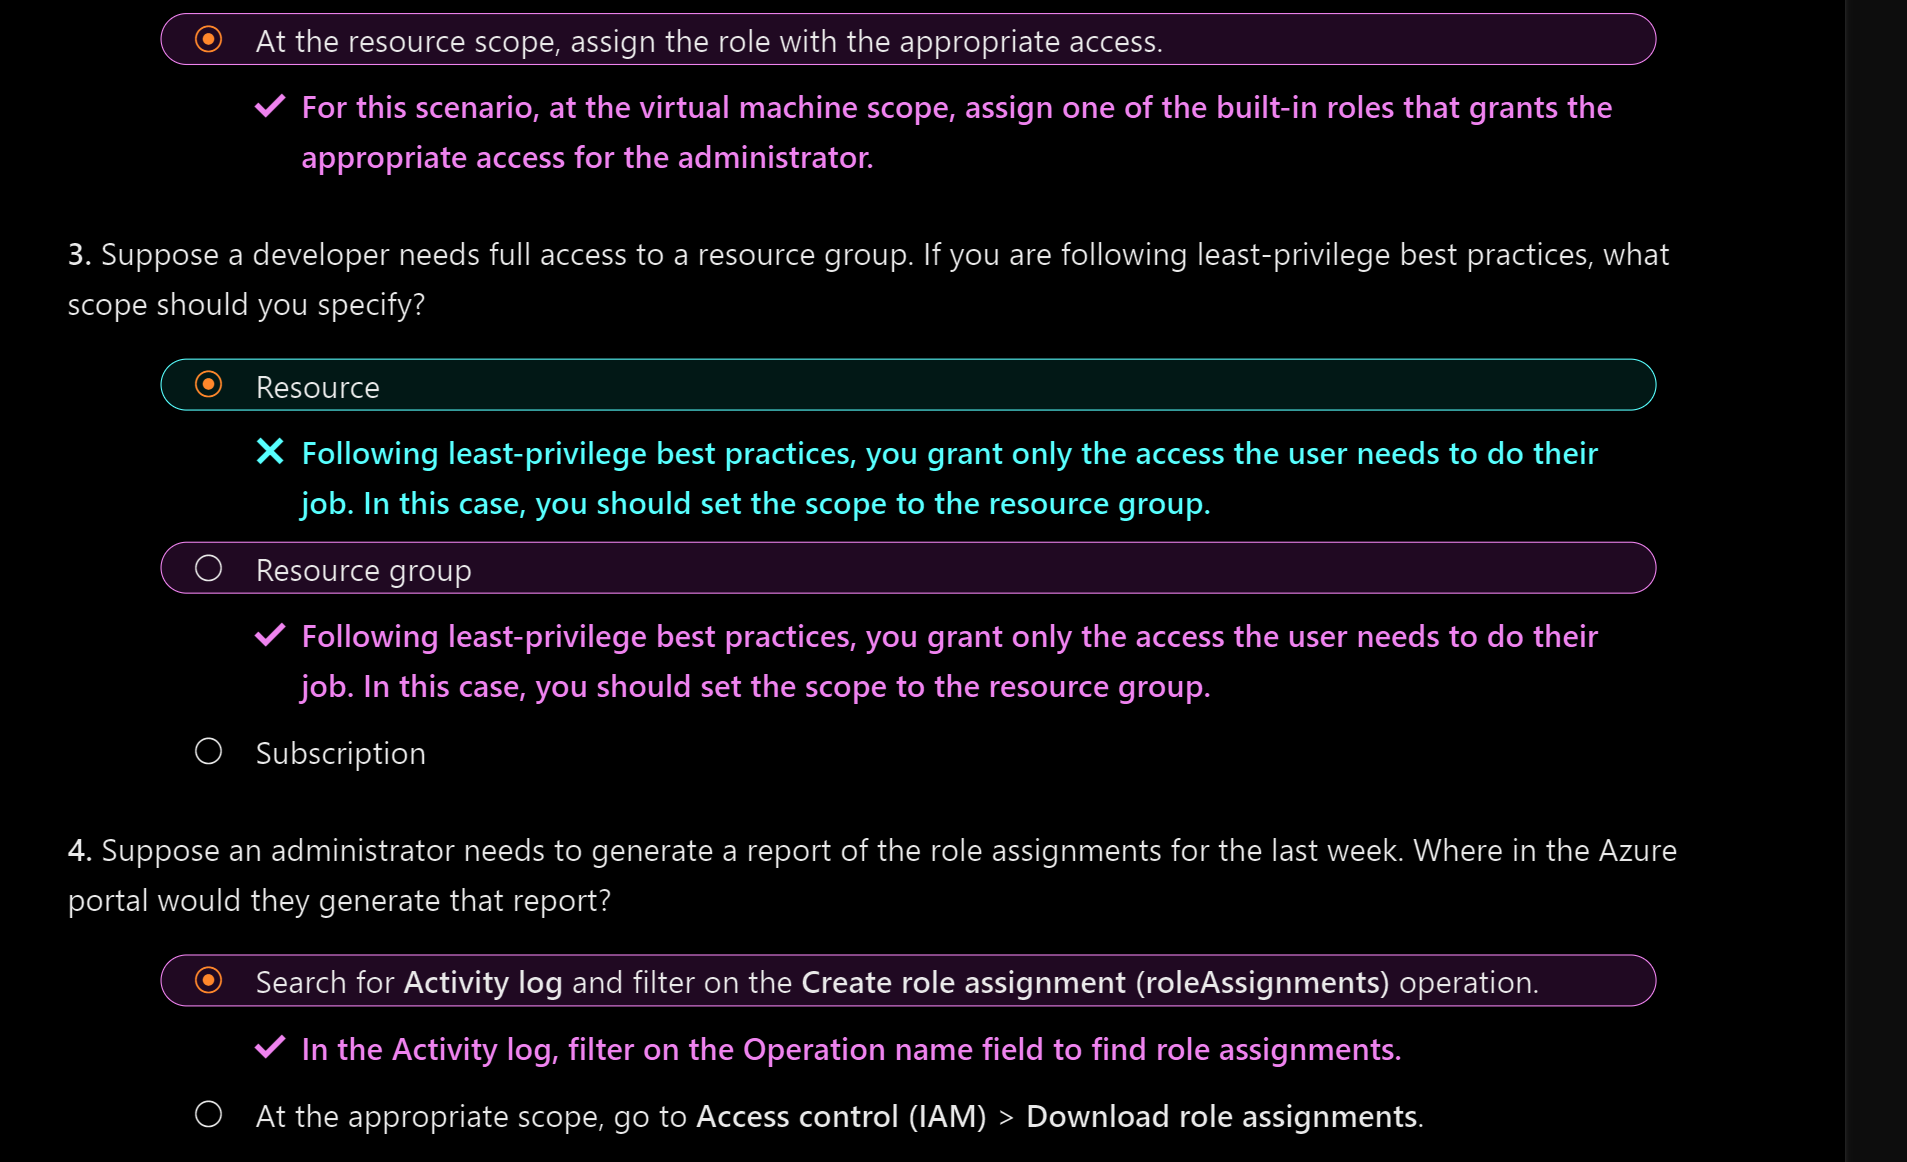 At the resource scope, assign the role with the appropriate access.
For this scenario, at the virtual machine scope, assign one of the built-in roles that grants the
appropriate access for the administrator.
3. Suppose a developer needs full access to a resource group. If you are following least-privilege best practices, what
scope should you specify?
Resource
Following least-privilege best practices, you grant only the access the user needs to do their
job. In this case, you should set the scope to the resource group.
Resource group
Following least-privilege best practices, you grant only the access the user needs to do their
job. In this case, you should set the scope to the resource group.
Subscription
4. Suppose an administrator needs to generate a report of the role assignments for the last week. Where in the Azure
portal would they generate that report?
Search for Activity log and filter on the Create role assignment (roleAssignments) operation.
In the Activity log, filter on the Operation name field to find role assignments.
At the appropriate scope, go to Access control (IAM) > Download role assignments.